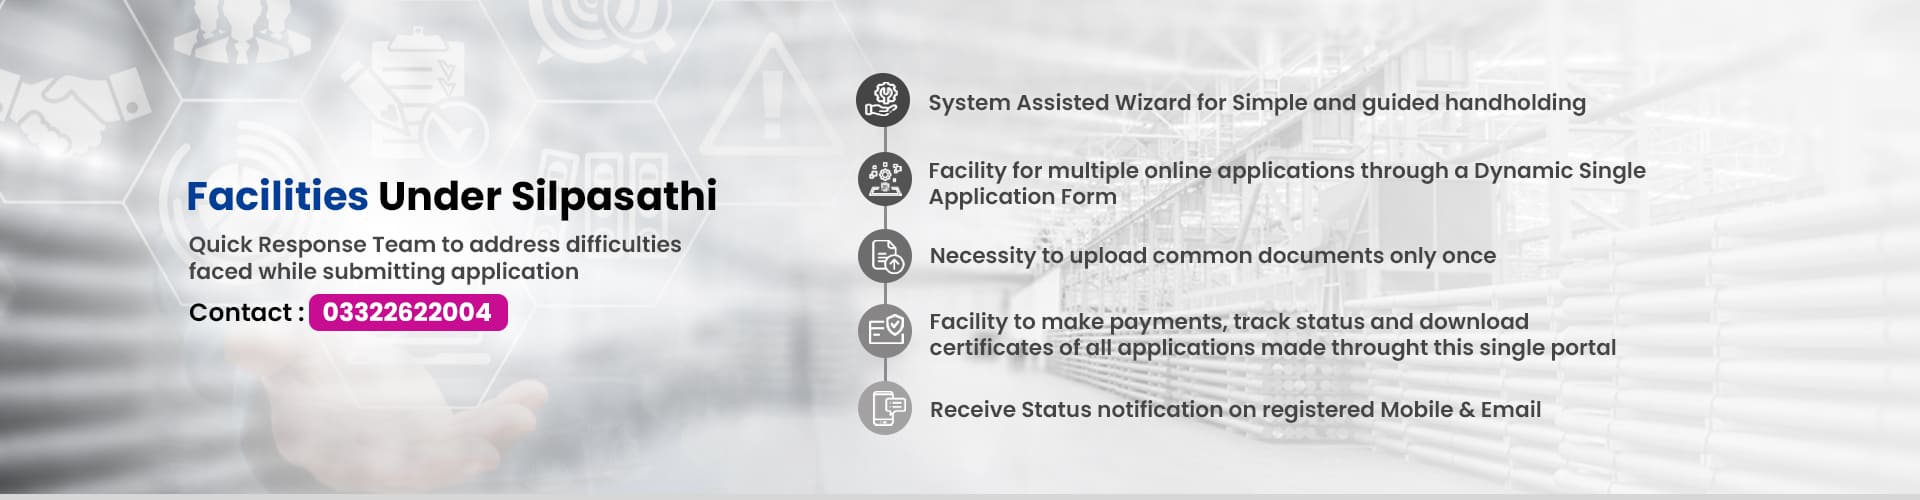 Facilities Under Silpasathi
Quick Response Team to address difficulties
faced while submitting application
Contact : 03322622004
System Assisted Wizard for Simple and guided handholding
Facility for multiple online applications through a Dynamic Single
Application Form
Necessity to upload common documents only once
Facility to make payments, track status and download
certificates of all applications made throught this single portal
Receive Status notification on registered Mobile & Email